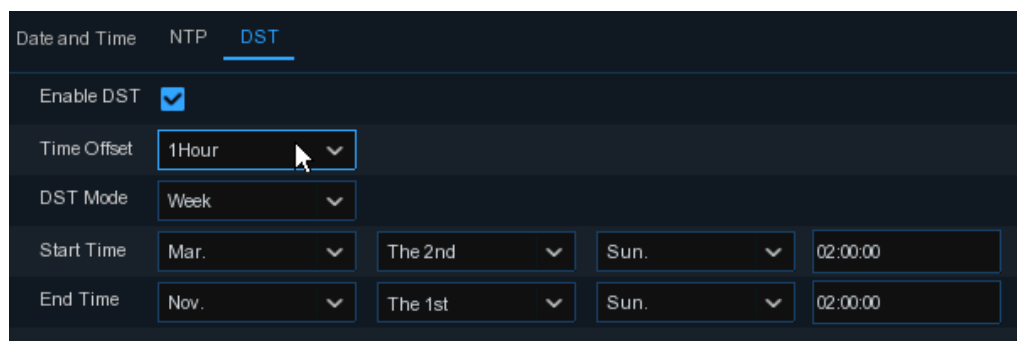 Date and Time NTP DST
Enable DST
Time Offset 1Hour
DST Mode Week
Start Time Mar. The 2nd Sun. 02:00:00
End Time Nov. The 1st Sun. 02:00:00